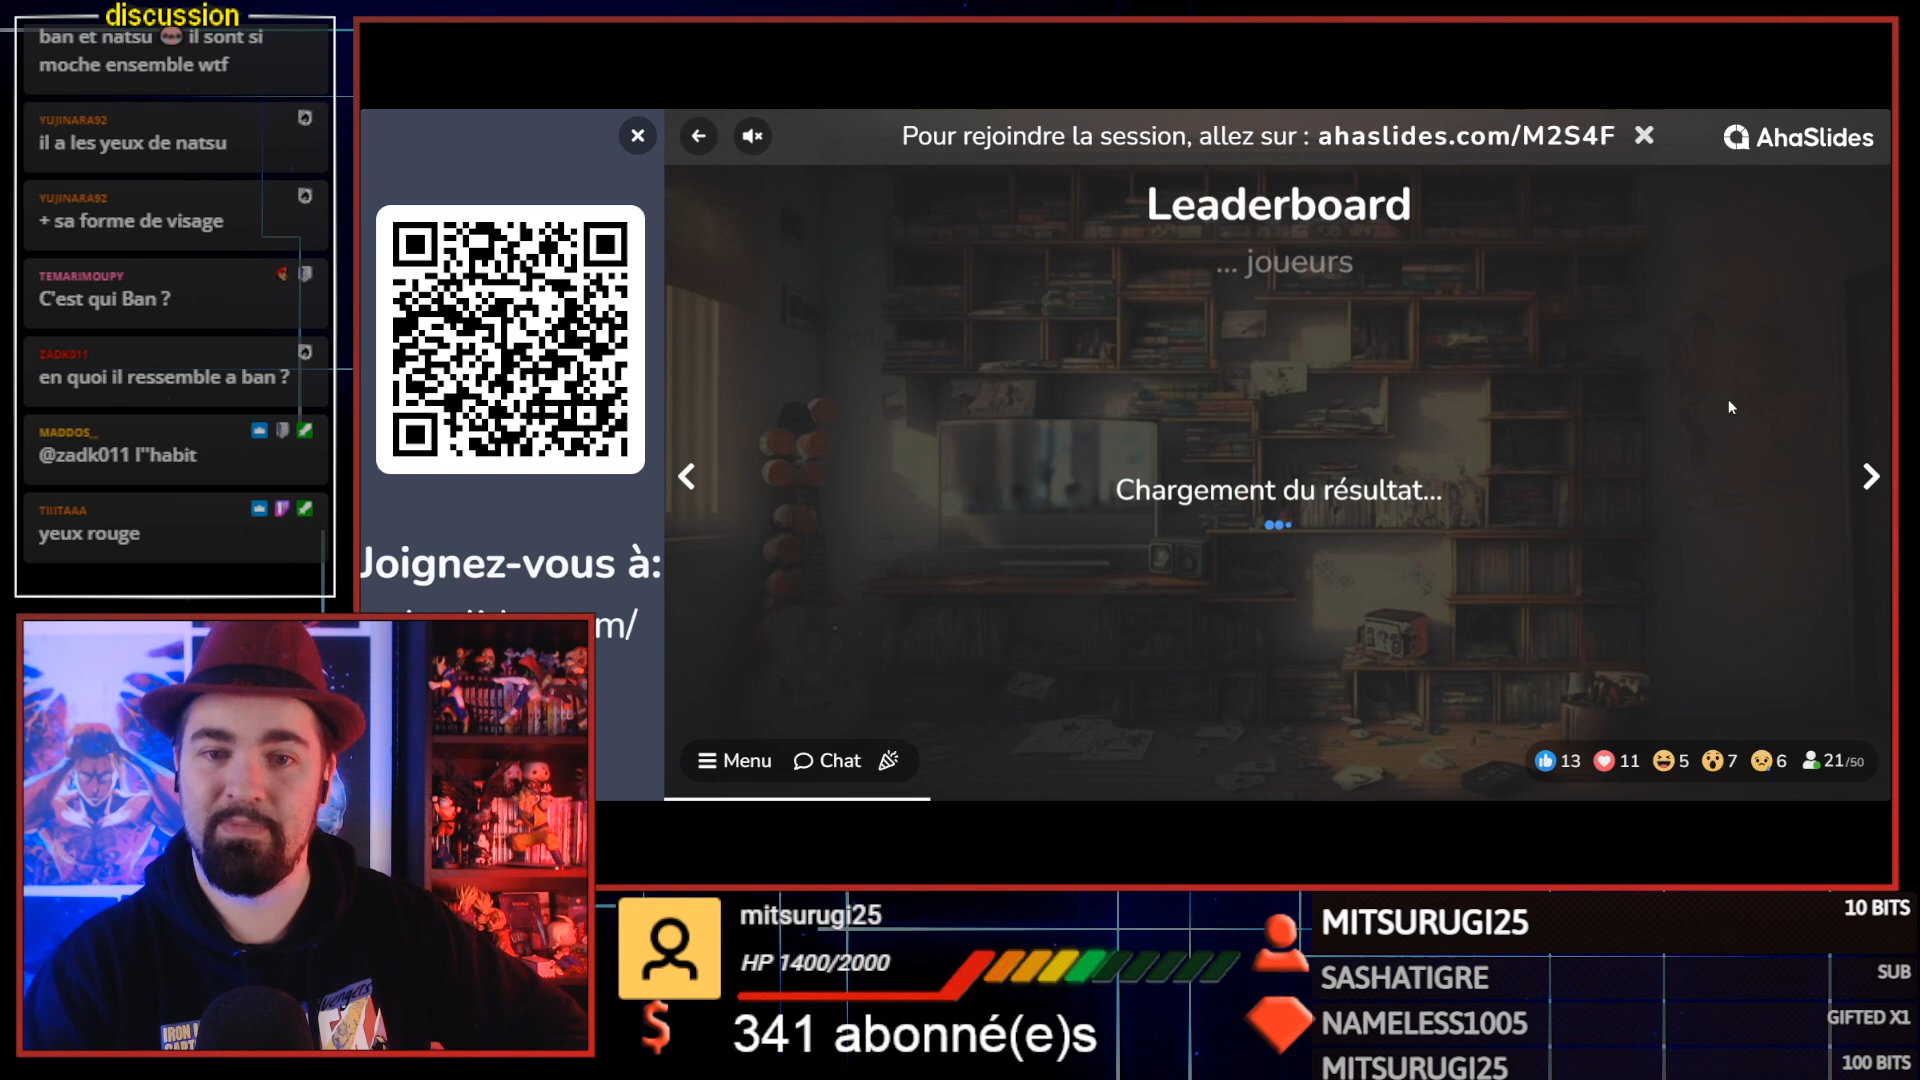 discussion
ban et natsu il sont si
moche ensemble wtf
YUJINARA92
il a les yeux de natsu
YUJINARA92
+ sa forme de visage
TEMARIMOUPY
C'est qui Ban ?
ZADK011
en quoi il ressemble a ban ?
MADDOS_
@zadk011 l"habit
TIIITAAA
yeux rouge
Pour rejoindre la session, allez sur : ahaslides.com/M2S4F
AhaSlides
Leaderboard
... joueurs
Chargement du résultat...
Joignez-vous à:
m/
Menu
Chat
13
11
5
7
6
21/50
mitsurugi25
HP 1400/2000
341 abonné(e)s
MITSURUGI25
10 BITS
SASHATIGRE
SUB
NAMELESS1005
GIFTED X1
MITSURUGI25
100 BITS